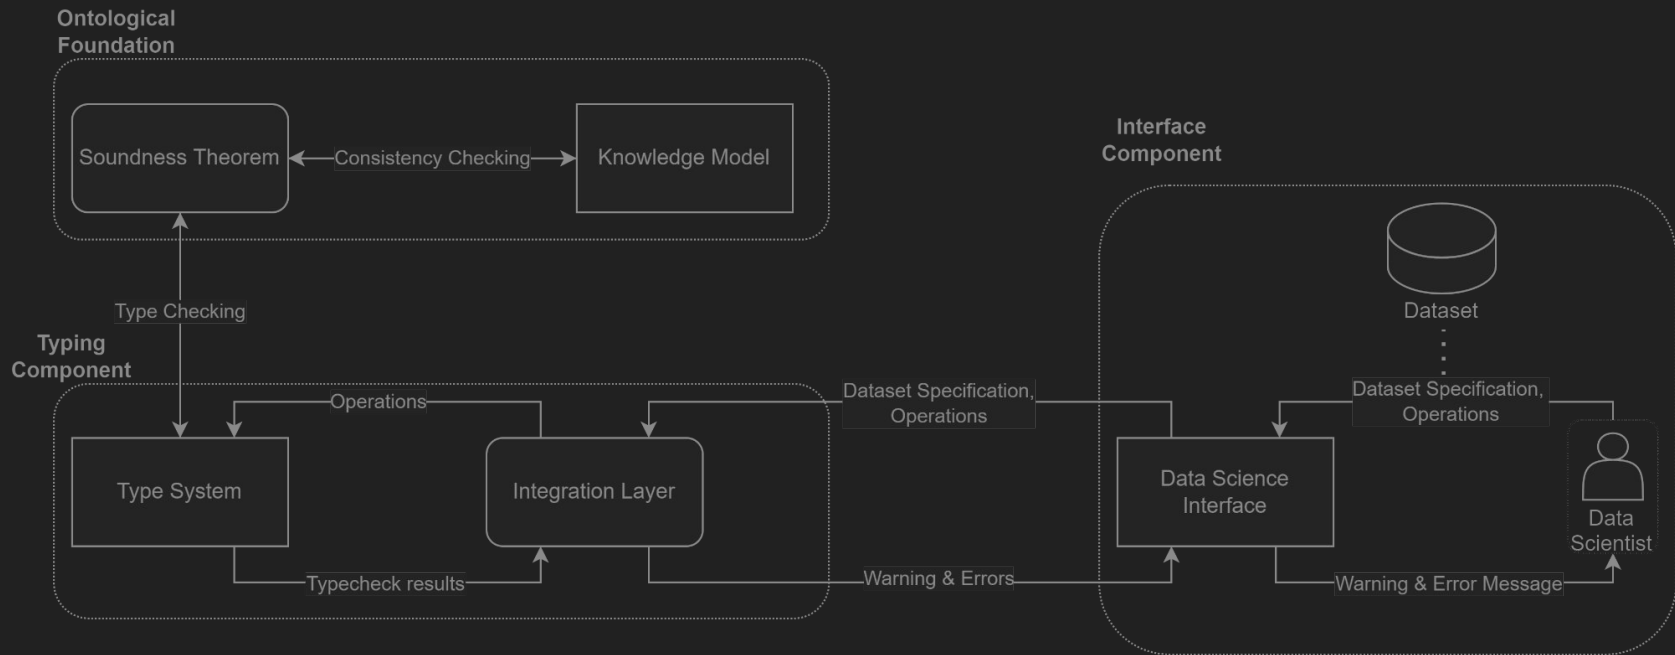 Ontological
Foundation
Soundness Theorem
Consistency Checking
Knowledge Model
Interface
Component
Dataset
Type Checking
Typing
Component
Operations
Dataset Specification,
Operations
Dataset Specification,
Operations
Type System
Integration Layer
Data Science
Interface
Data
Scientist
Typecheck results
Warning & Errors
Warning & Error Message